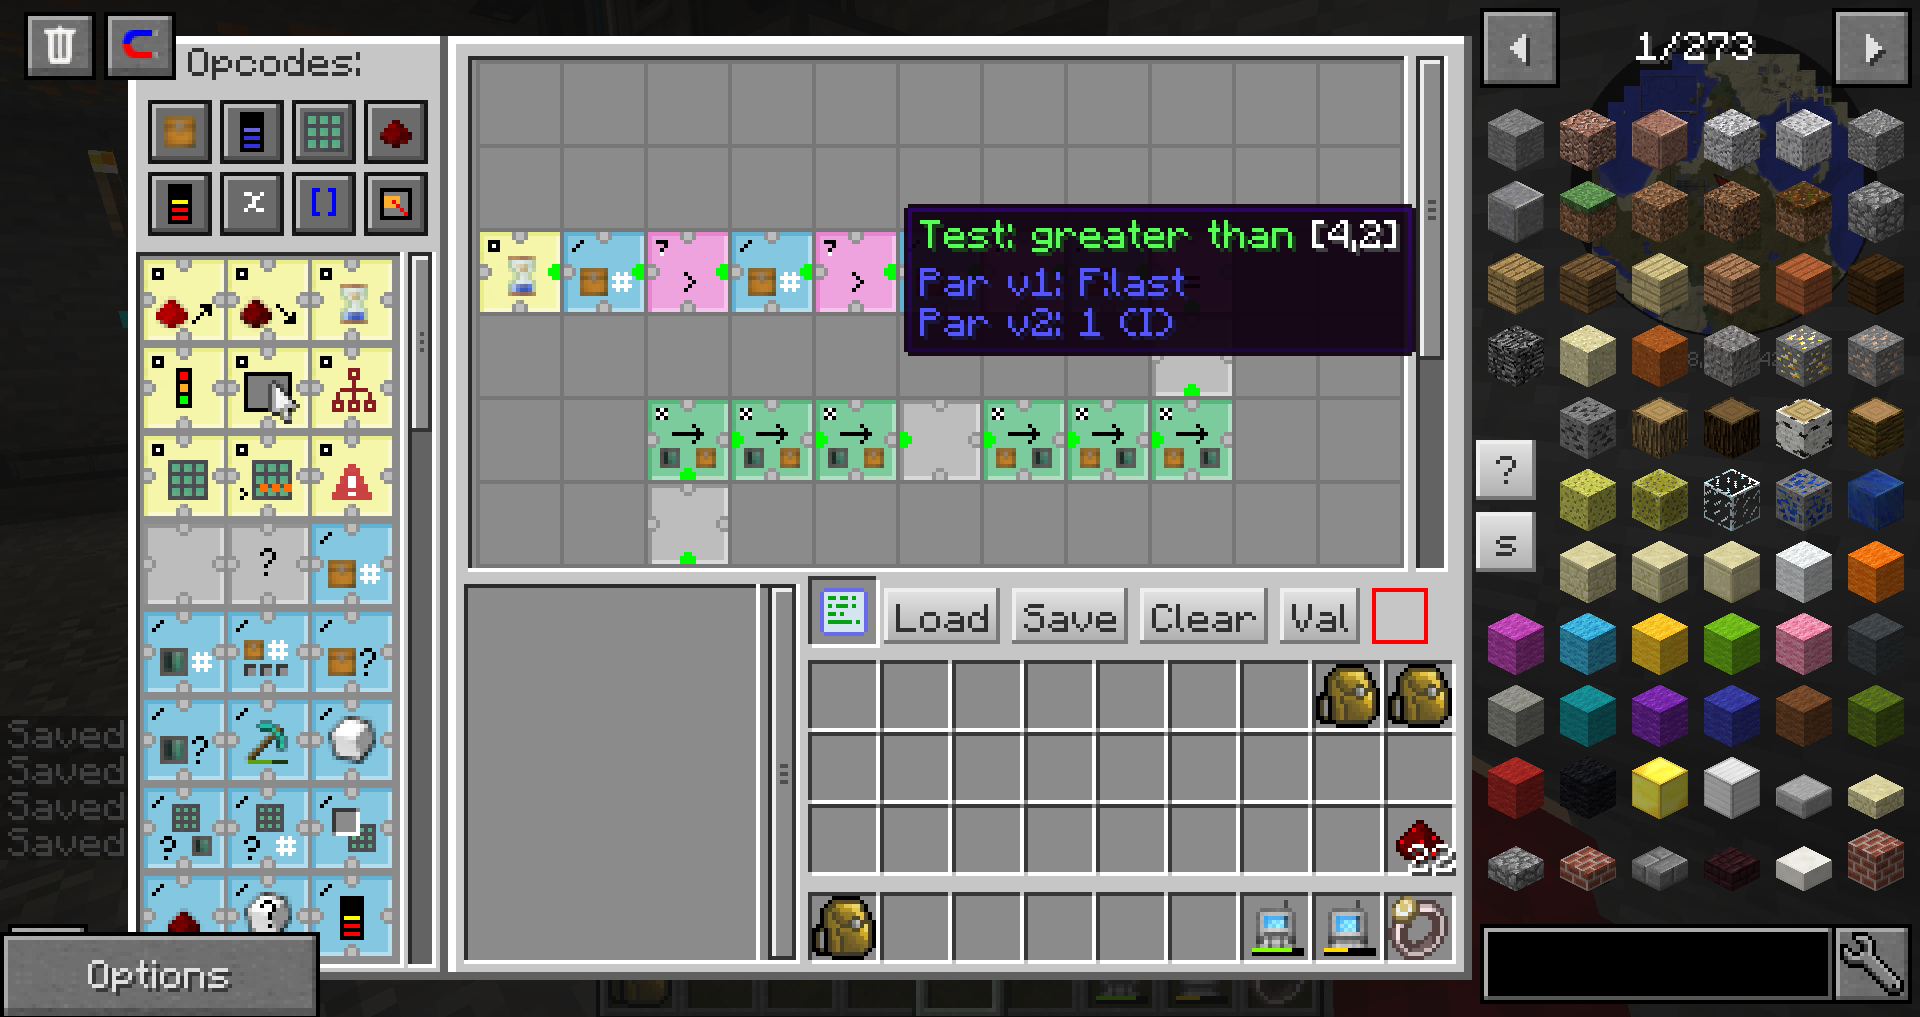 Opcodes:
1/273
Test: greater than [4,2]
Par v1: F:last
Par v2: 1 (I)
?
s
Load
Save
Clear
Val
Saved
Saved
Saved
Saved
22
Options